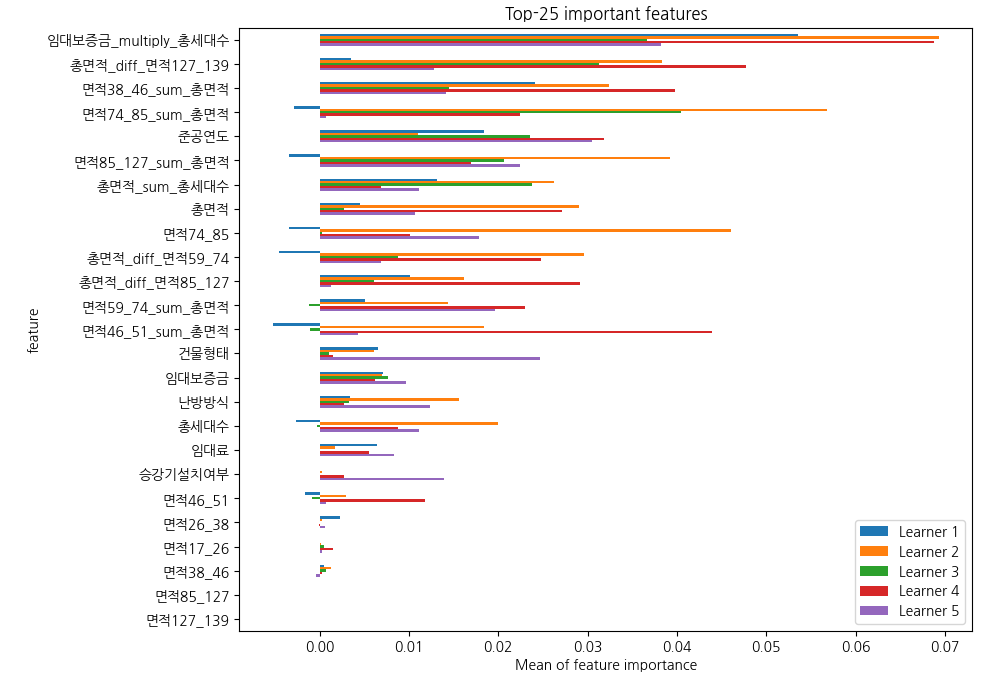 Top-25 important features
임대보증금_multiply_총세대수
총면적_diff_면적127_139
면적38_46_sum_총면적
면적74_85_sum_총면적
준공연도
면적85_127_sum_총면적
총면적_sum_총세대수
총면적
면적74_85
총면적_diff_면적59_74
총면적_diff_면적85_127
면적59_74_sum_총면적
면적46_51_sum_총면적
건물형태
임대보증금
난방방식
총세대수
임대료
승강기설치여부
면적46_51
면적26_38
면적17_26
면적38_46
면적85_127
면적127_139
feature
Learner 1
Learner 2
Learner 3
Learner 4
Learner 5
0.00 0.01 0.02 0.03 0.04 0.05 0.06 0.07
Mean of feature importance